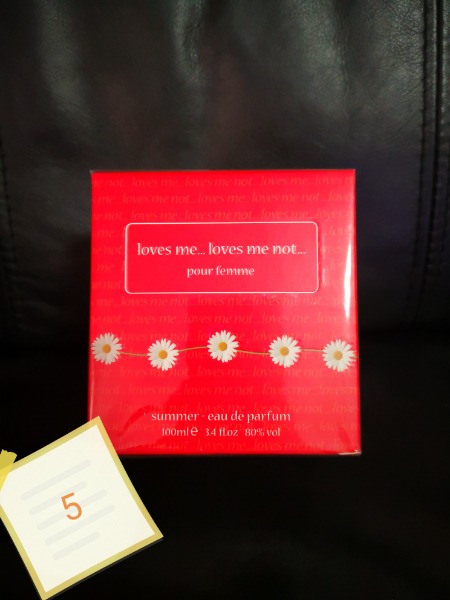 loves me... loves me not...
pour femme
summer - eau de parfum
100ml e 3.4 fl.oz 80% vol
5